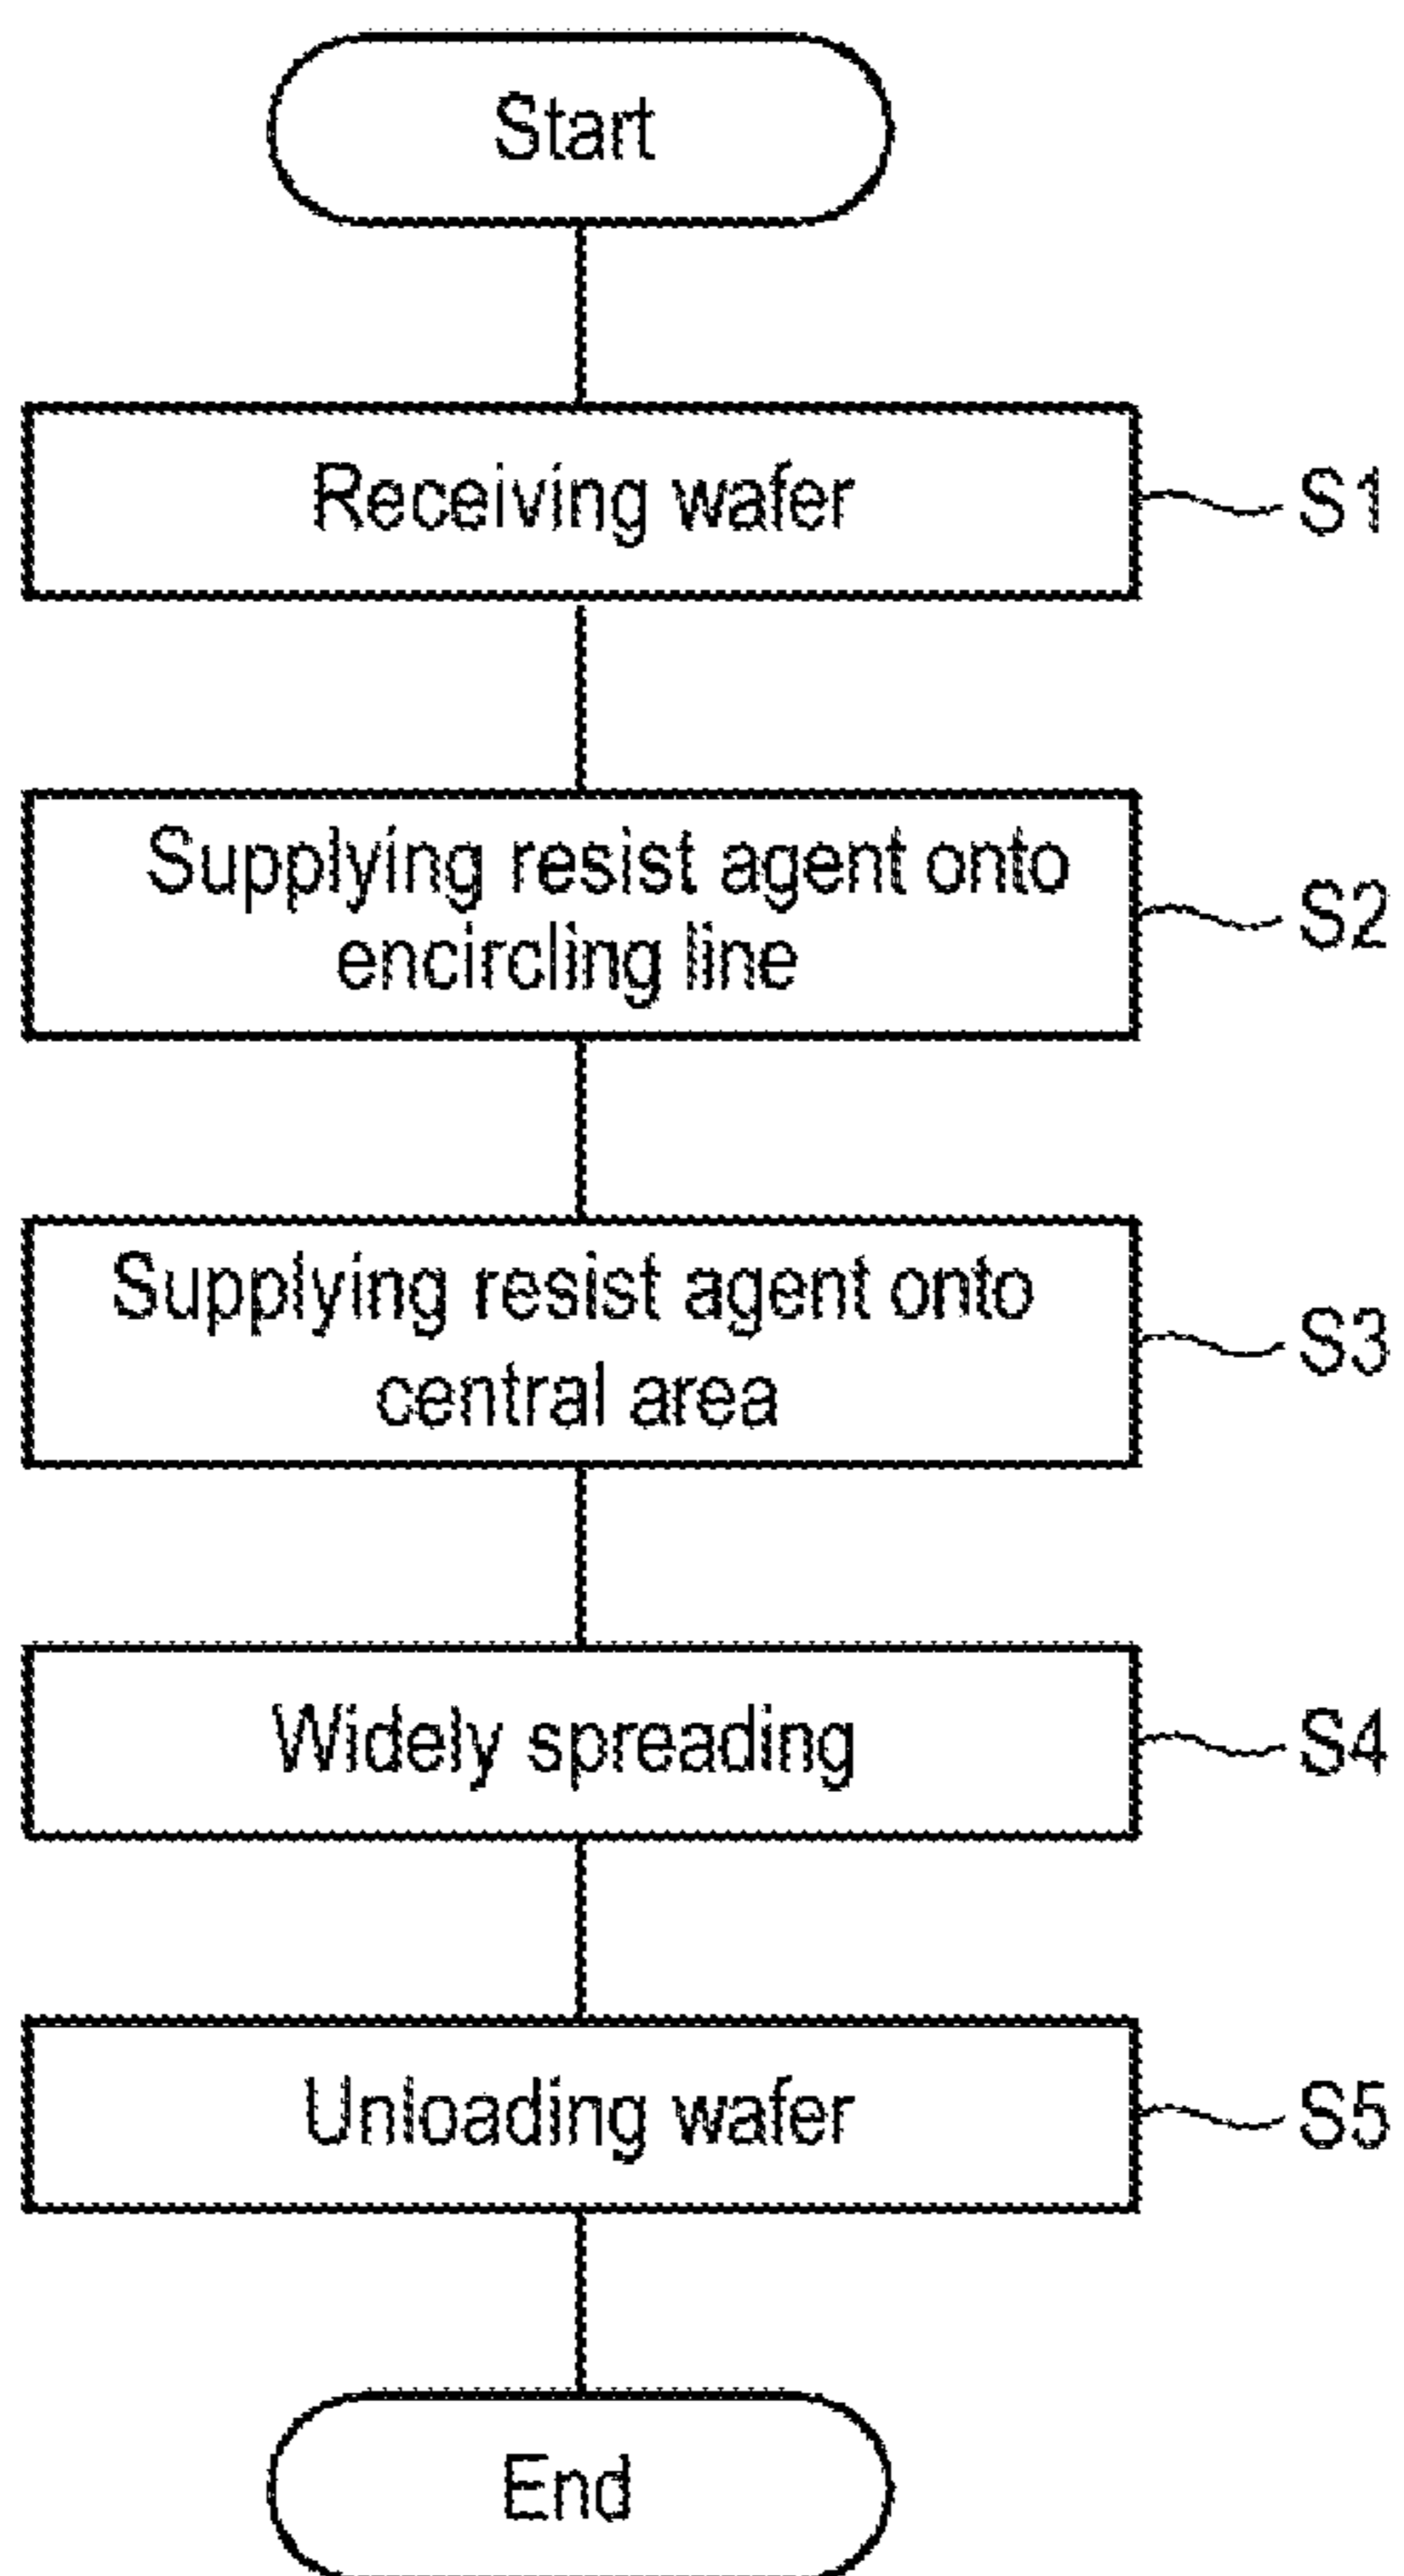 Start
Receiving wafer
S1
Supplying resist agent onto
encircling line
S2
Supplying resist agent onto
central area
S3
Widely spreading
S4
Unloading wafer
S5
End